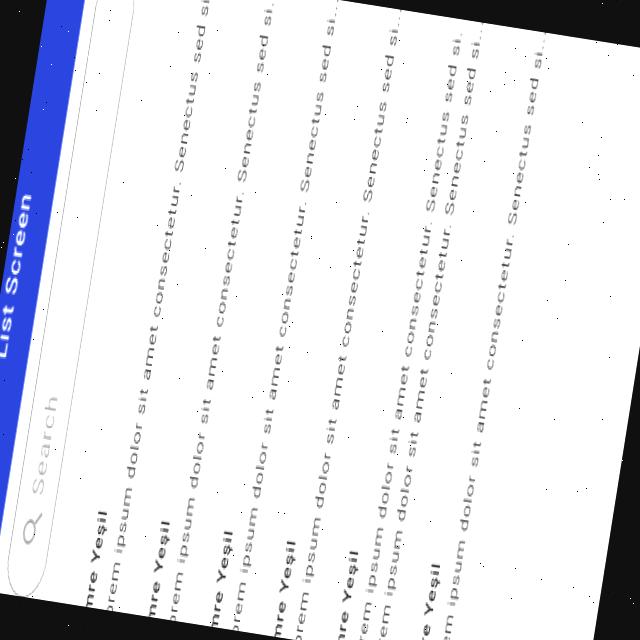 List Screen
Search
mre Yeşil
orem ipsum dolor sit amet consectetur. Senectus sed si
mre Yeşil
orem ipsum dolor sit amet consectetur. Senectus sed si.
mre Yeşil
orem ipsum dolor sit amet consectetur. Senectus sed si..
mre Yeşil
orem ipsum dolor sit amet consectetur. Senectus sed si..
mre Yeşil
rem ipsum dolor sit amet consectetur. Senectus sed si..
em ipsum dolor sit amet consectetur. Senectus sed si..
re Yeşil
em ipsum dolor sit amet consectetur. Senectus sed si..